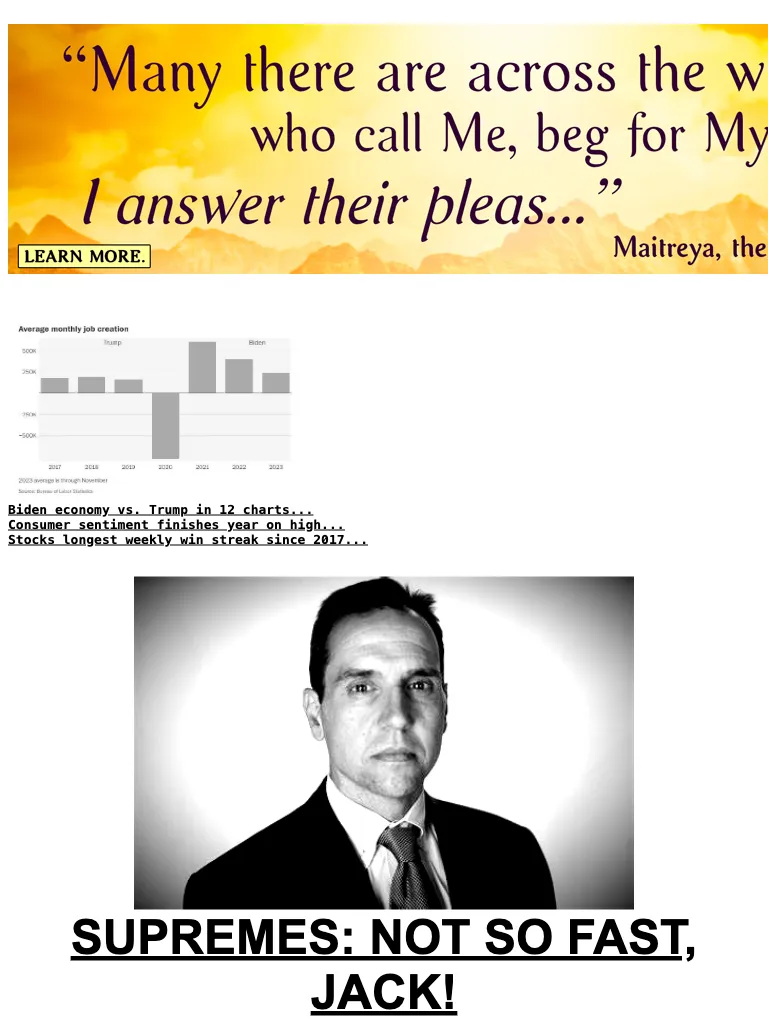 “Many there are across the w
who call Me, beg for My
I answer their pleas...”
LEARN MORE.
Maitreya, the
Average monthly job creation
Trump
Biden
500K
250K
−250K
−500K
2017 2018 2019 2020 2021 2022 2023
2023 average is through November
Source: Bureau of Labor Statistics
Biden economy vs. Trump in 12 charts...
Consumer sentiment finishes year on high...
Stocks longest weekly win streak since 2017...
SUPREMES: NOT SO FAST,
JACK!